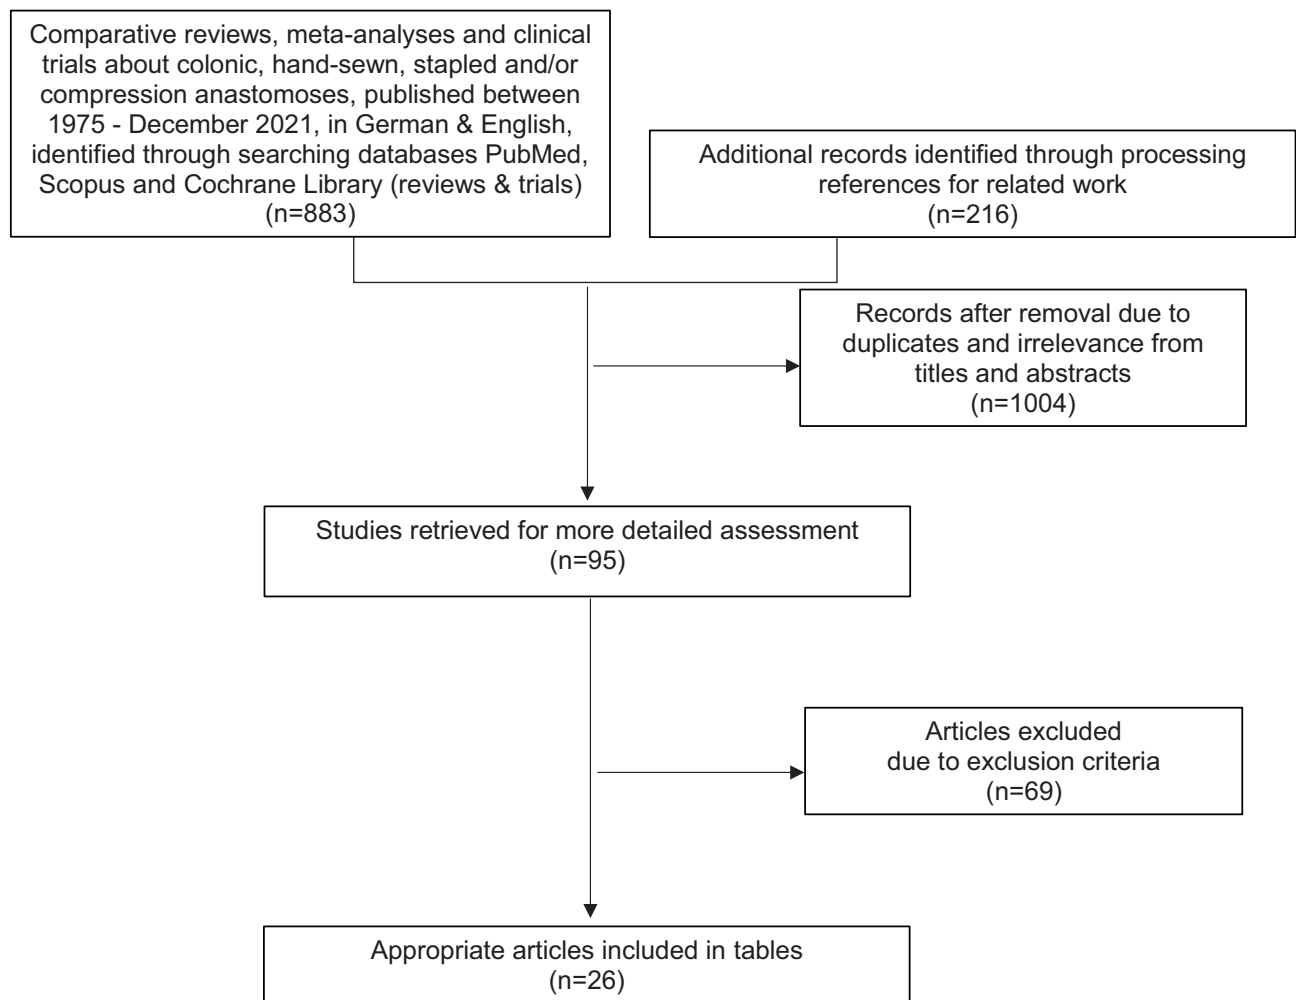 Comparative reviews, meta-analyses and clinical
trials about colonic, hand-sewn, stapled and/or
compression anastomoses, published between
1975 - December 2021, in German & English,
identified through searching databases PubMed,
Scopus and Cochrane Library (reviews & trials)
(n=883)
Additional records identified through processing
references for related work
(n=216)
Records after removal due to
duplicates and irrelevance from
titles and abstracts
(n=1004)
Studies retrieved for more detailed assessment
(n=95)
Articles excluded
due to exclusion criteria
(n=69)
Appropriate articles included in tables
(n=26)